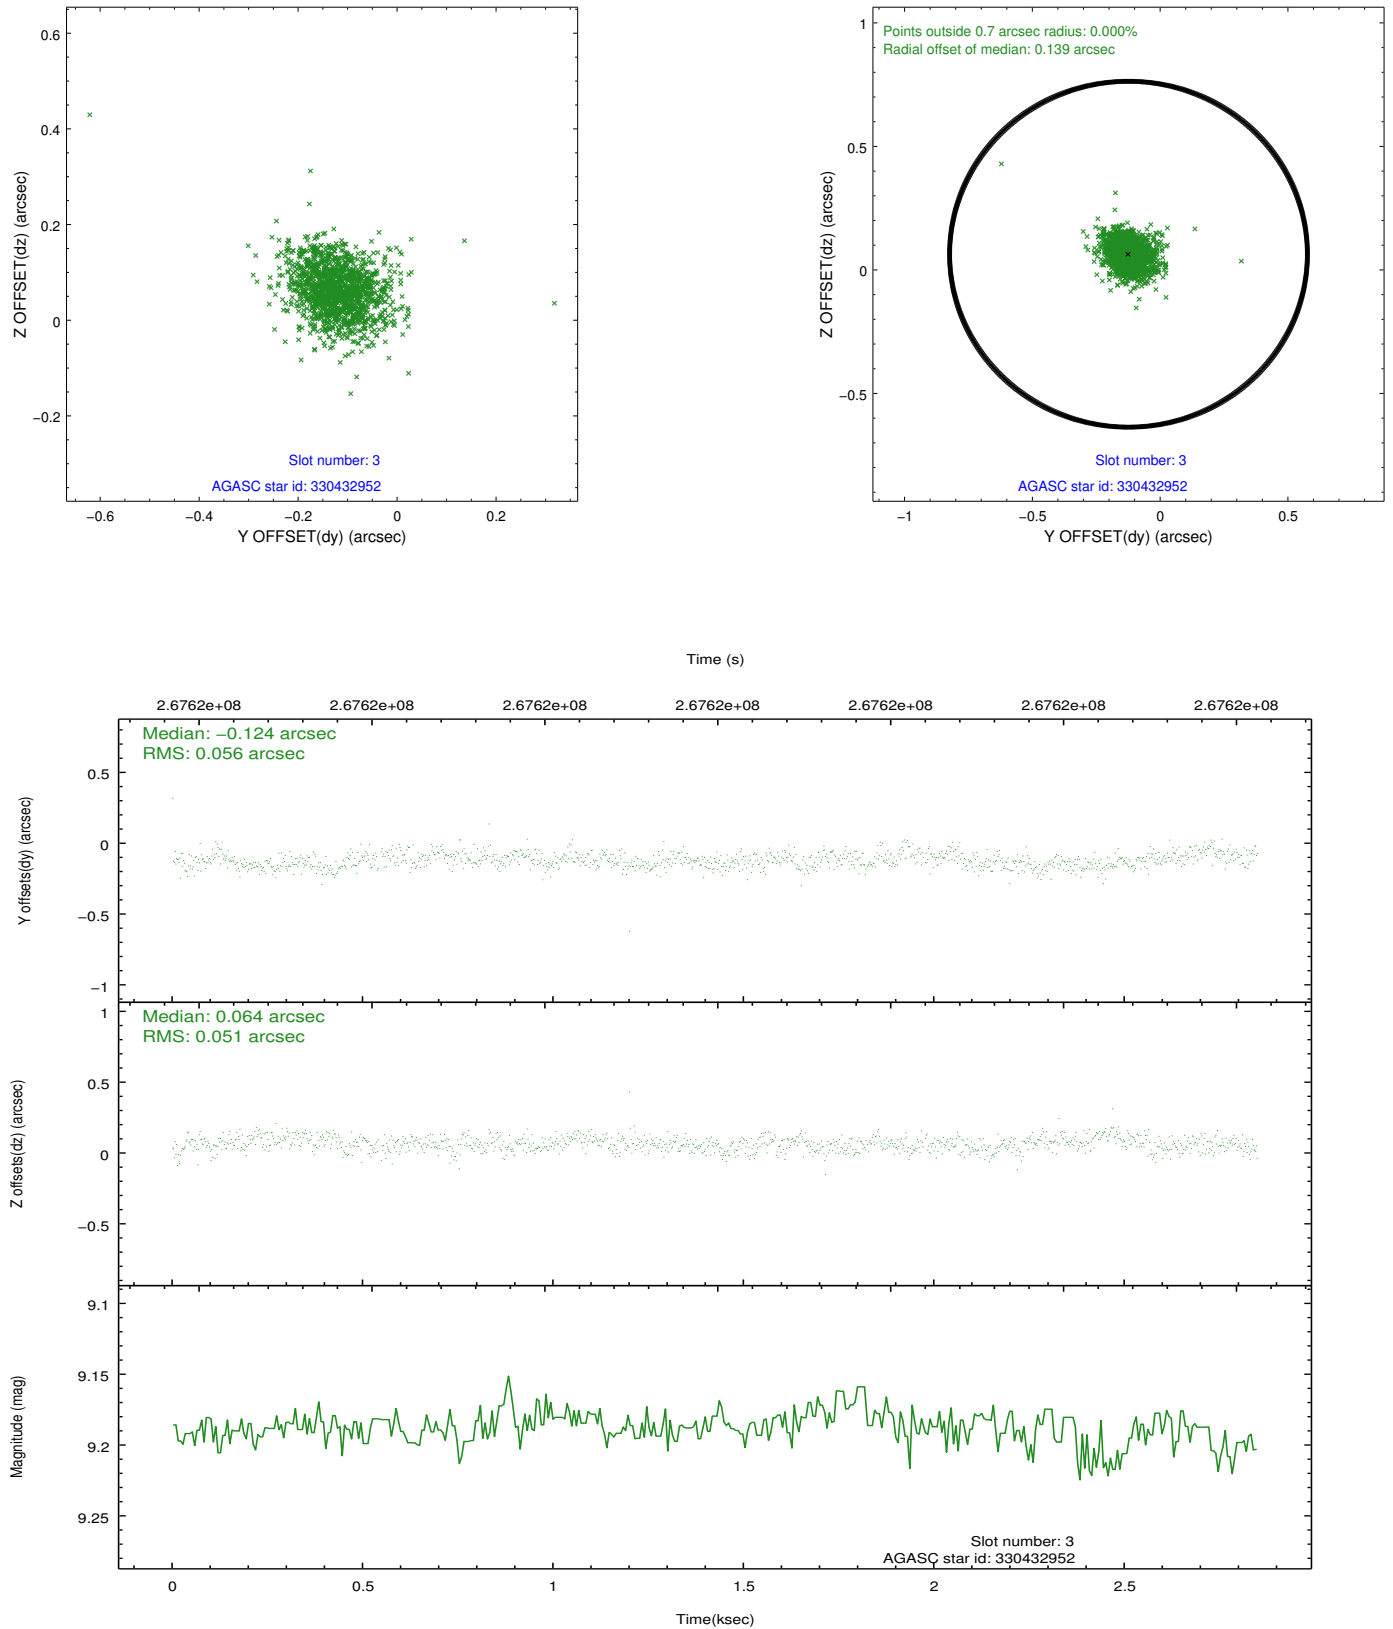 0.6
0.4
0.2
0
−0.2
Z OFFSET(dz) (arcsec)
Slot number: 3
AGASC star id: 330432952
−0.6 −0.4 −0.2 0 0.2
Y OFFSET(dy) (arcsec)
Points outside 0.7 arcsec radius: 0.000%
Radial offset of median: 0.139 arcsec
1
0.5
0
−0.5
Z OFFSET(dz) (arcsec)
Slot number: 3
AGASC star id: 330432952
−1 −0.5 0 0.5
Y OFFSET(dy) (arcsec)
Time (s)
2.6762e+08 2.6762e+08 2.6762e+08 2.6762e+08 2.6762e+08 2.6762e+08 2.6762e+08
Median: −0.124 arcsec
RMS: 0.056 arcsec
0.5
0
−0.5
−1
Y offsets(dy) (arcsec)
Median: 0.064 arcsec
RMS: 0.051 arcsec
1
0.5
0
−0.5
Z offsets(dz) (arcsec)
9.1
9.15
9.2
9.25
Magnitude (mag)
Slot number: 3
AGASC star id: 330432952
0 0.5 1 1.5 2 2.5
Time(ksec)